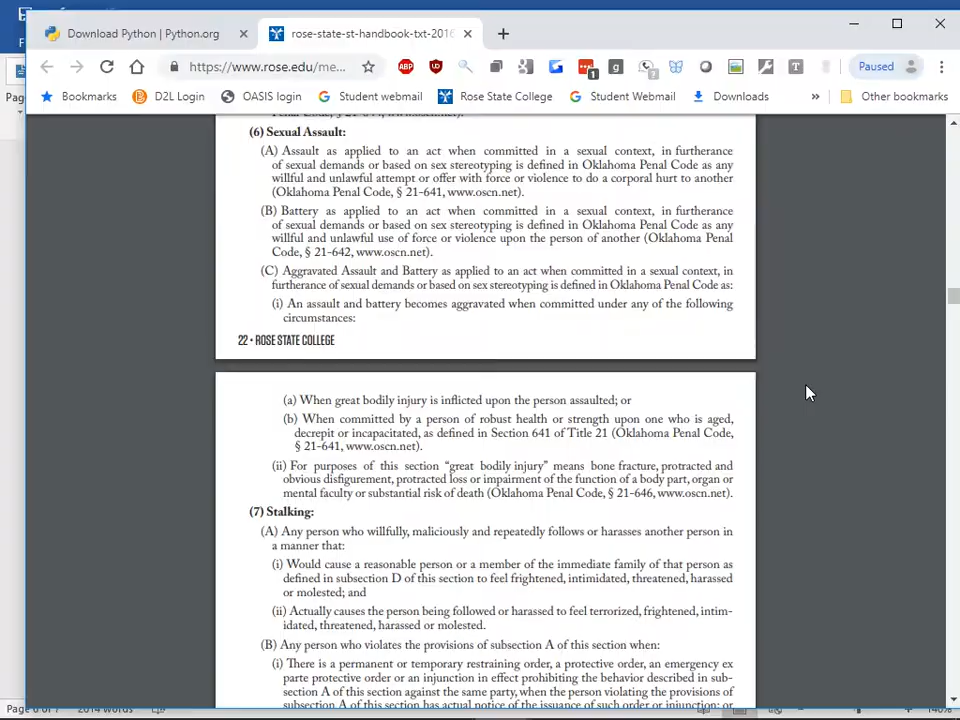 Download Python | Python.org
rose-state-st-handbook-txt-2016
https://www.rose.edu/me...
ABP
1
g
T
Paused
Bookmarks
D2L Login
OASIS login
Student webmail
Rose State College
Student Webmail
Downloads
»
Other bookmarks
(6) Sexual Assault:
(A) Assault as applied to an act when committed in a sexual context, in furtherance
of sexual demands or based on sex stereotyping is defined in Oklahoma Penal Code as any
willful and unlawful attempt or offer with force or violence to do a corporal hurt to another
(Oklahoma Penal Code, § 21-641, www.oscn.net).
(B) Battery as applied to an act when committed in a sexual context, in furtherance
of sexual demands or based on sex stereotyping is defined in Oklahoma Penal Code as any
willful and unlawful use of force or violence upon the person of another (Oklahoma Penal
Code, § 21-642, www.oscn.net).
(C) Aggravated Assault and Battery as applied to an act when committed in a sexual context, in
furtherance of sexual demands or based on sex stereotyping is defined in Oklahoma Penal Code as:
(i) An assault and battery becomes aggravated when committed under any of the following
circumstances:
22 • ROSE STATE COLLEGE
(a) When great bodily injury is inflicted upon the person assaulted; or
(b) When committed by a person of robust health or strength upon one who is aged,
decrepit or incapacitated, as defined in Section 641 of Title 21 (Oklahoma Penal Code,
§ 21-641, www.oscn.net).
(ii) For purposes of this section “great bodily injury” means bone fracture, protracted and
obvious disfigurement, protracted loss or impairment of the function of a body part, organ or
mental faculty or substantial risk of death (Oklahoma Penal Code, § 21-646, www.oscn.net).
(7) Stalking:
(A) Any person who willfully, maliciously and repeatedly follows or harasses another person in
a manner that:
(i) Would cause a reasonable person or a member of the immediate family of that person as
defined in subsection D of this section to feel frightened, intimidated, threatened, harassed
or molested; and
(ii) Actually causes the person being followed or harassed to feel terrorized, frightened, intim-
idated, threatened, harassed or molested.
(B) Any person who violates the provisions of subsection A of this section when:
(i) There is a permanent or temporary restraining order, a protective order, an emergency ex
parte protective order or an injunction in effect prohibiting the behavior described in sub-
section A of this section against the same party, when the person violating the provisions of
subsection A of this section has actual notice of the issuance of such order or injunction; or